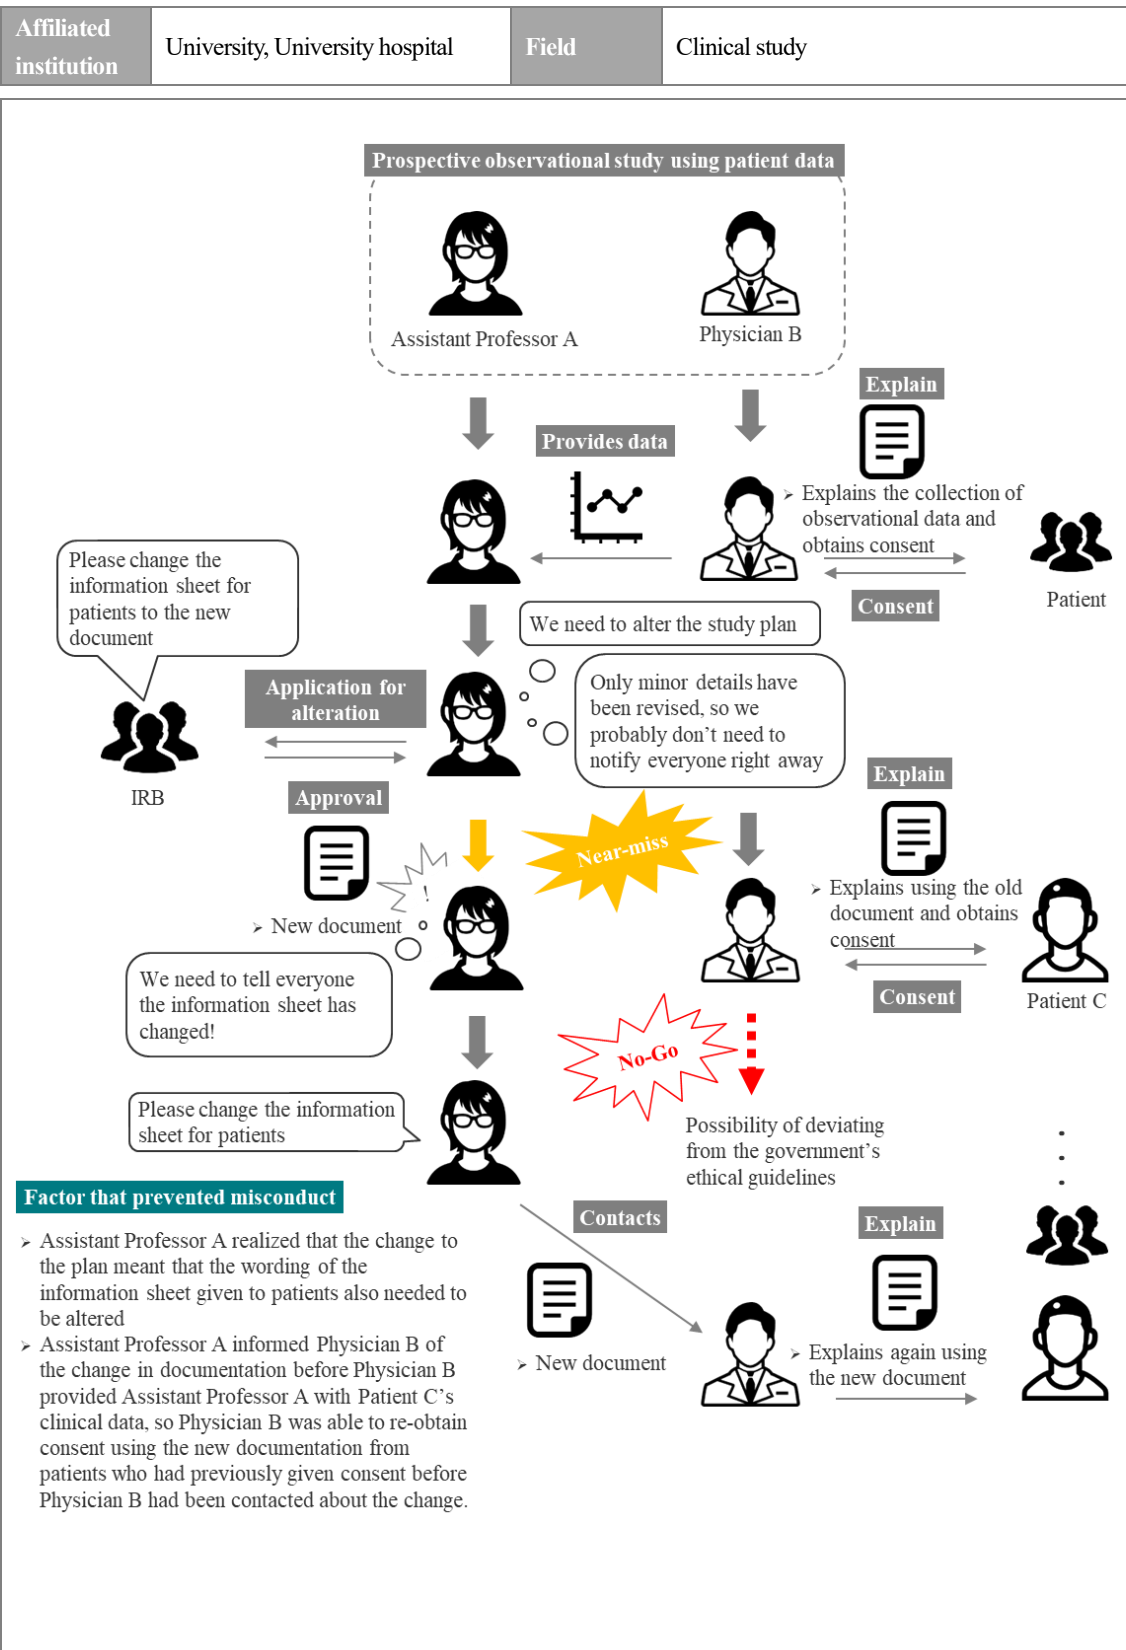 Affiliated
institution
University, University hospital
Field
Clinical study
Prospective observational study using patient data
Assistant Professor A
Physician B
Explain
Provides data
➢ Explains the collection of
observational data and
obtains consent
Consent
Patient
Please change the
information sheet for
patients to the new
document
We need to alter the study plan
Only minor details have
been revised, so we
probably don't need to
notify everyone right away
Application for
alteration
IRB
Approval
Near-miss
Explain
➢ New document
!
➢ Explains using the old
document and obtains
consent
Consent
Patient C
We need to tell everyone
the information sheet has
changed!
No-Go
Please change the information
sheet for patients
Possibility of deviating
from the government's
ethical guidelines
Factor that prevented misconduct
➢ Assistant Professor A realized that the change to
the plan meant that the wording of the
information sheet given to patients also needed to
be altered
➢ Assistant Professor A informed Physician B of
the change in documentation before Physician B
provided Assistant Professor A with Patient C's
clinical data, so Physician B was able to re-obtain
consent using the new documentation from
patients who had previously given consent before
Physician B had been contacted about the change.
Contacts
➢ New document
Explain
➢ Explains again using
the new document